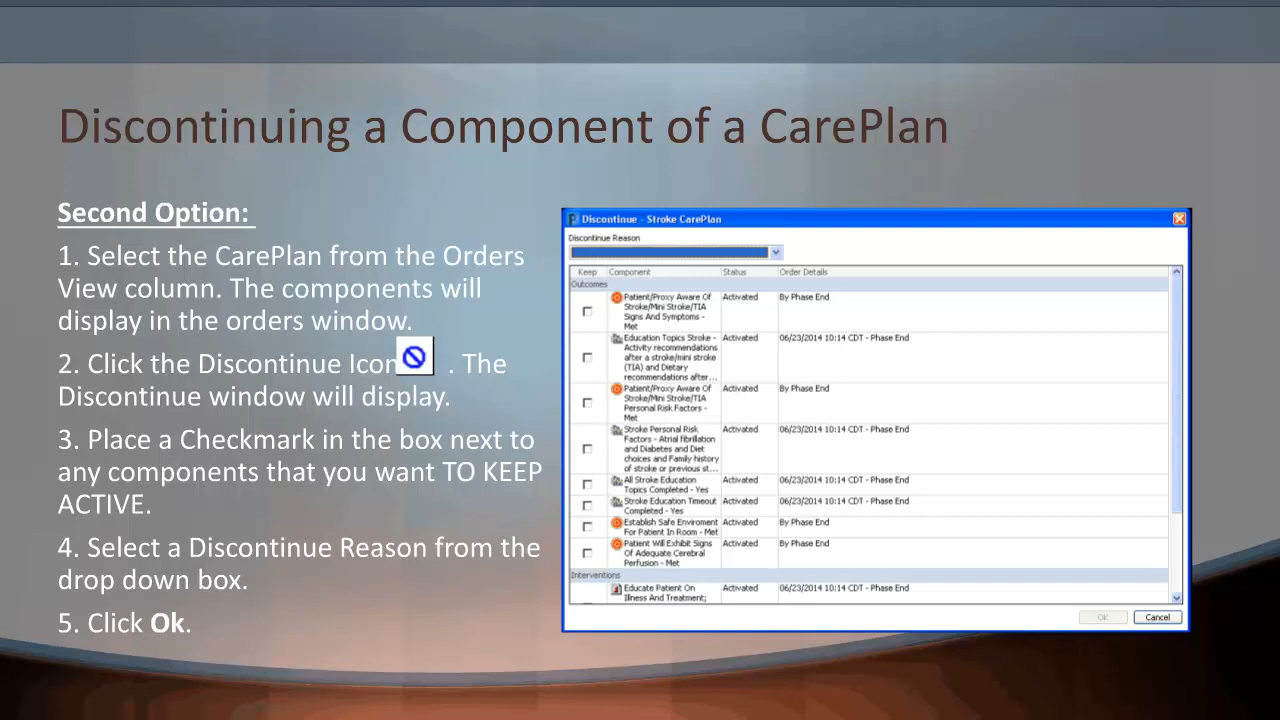 Discontinuing a Component of a CarePlan
Second Option:
1. Select the CarePlan from the Orders
View column. The components will
display in the orders window.
2. Click the Discontinue Icon . The
Discontinue window will display.
3. Place a Checkmark in the box next to
any components that you want TO KEEP
ACTIVE.
4. Select a Discontinue Reason from the
drop down box.
5. Click Ok.
Discontinue - Stroke CarePlan
Discontinue Reason
Keep Component Status Order Details
Outcomes
Patient/Proxy Aware Of Activated By Phase End
Stroke/Mini Stroke/TIA
Signs And Symptoms -
Met
Education Topics Stroke - Activated 06/23/2014 10:14 CDT - Phase End
Activity recommendations
after a stroke/mini stroke
(TIA) and Dietary
recommendations after...
Patient/Proxy Aware Of Activated By Phase End
Stroke/Mini Stroke/TIA
Personal Risk Factors -
Met
Stroke Personal Risk Activated 06/23/2014 10:14 CDT - Phase End
Factors - Atrial fibrillation
and Diabetes and Diet
choices and Family history
of stroke or previous st...
All Stroke Education Activated 06/23/2014 10:14 CDT - Phase End
Topics Completed - Yes
Stroke Education Timeout Activated 06/23/2014 10:14 CDT - Phase End
Completed - Yes
Establish Safe Enviroment Activated By Phase End
For Patient In Room - Met
Patient Will Exhibit Signs Activated By Phase End
Of Adequate Cerebral
Perfusion - Met
Interventions
Educate Patient On Activated 06/23/2014 10:14 CDT - Phase End
Illness And Treatment;
OK Cancel